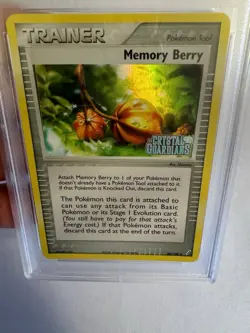 TRAINER
Pokémon Tool
Memory Berry
CRYSTAL
GUARDIANS
Attach Memory Berry to 1 of your Pokémon that
doesn't already have a Pokémon Tool attached to it.
If that Pokémon is Knocked Out, discard this card.
The Pokémon this card is attached to
can use any attack from its Basic
Pokémon or its Stage 1 Evolution card.
(You still have to pay for that attack's
Energy cost.) If that Pokémon attacks,
discard this card at the end of the turn.